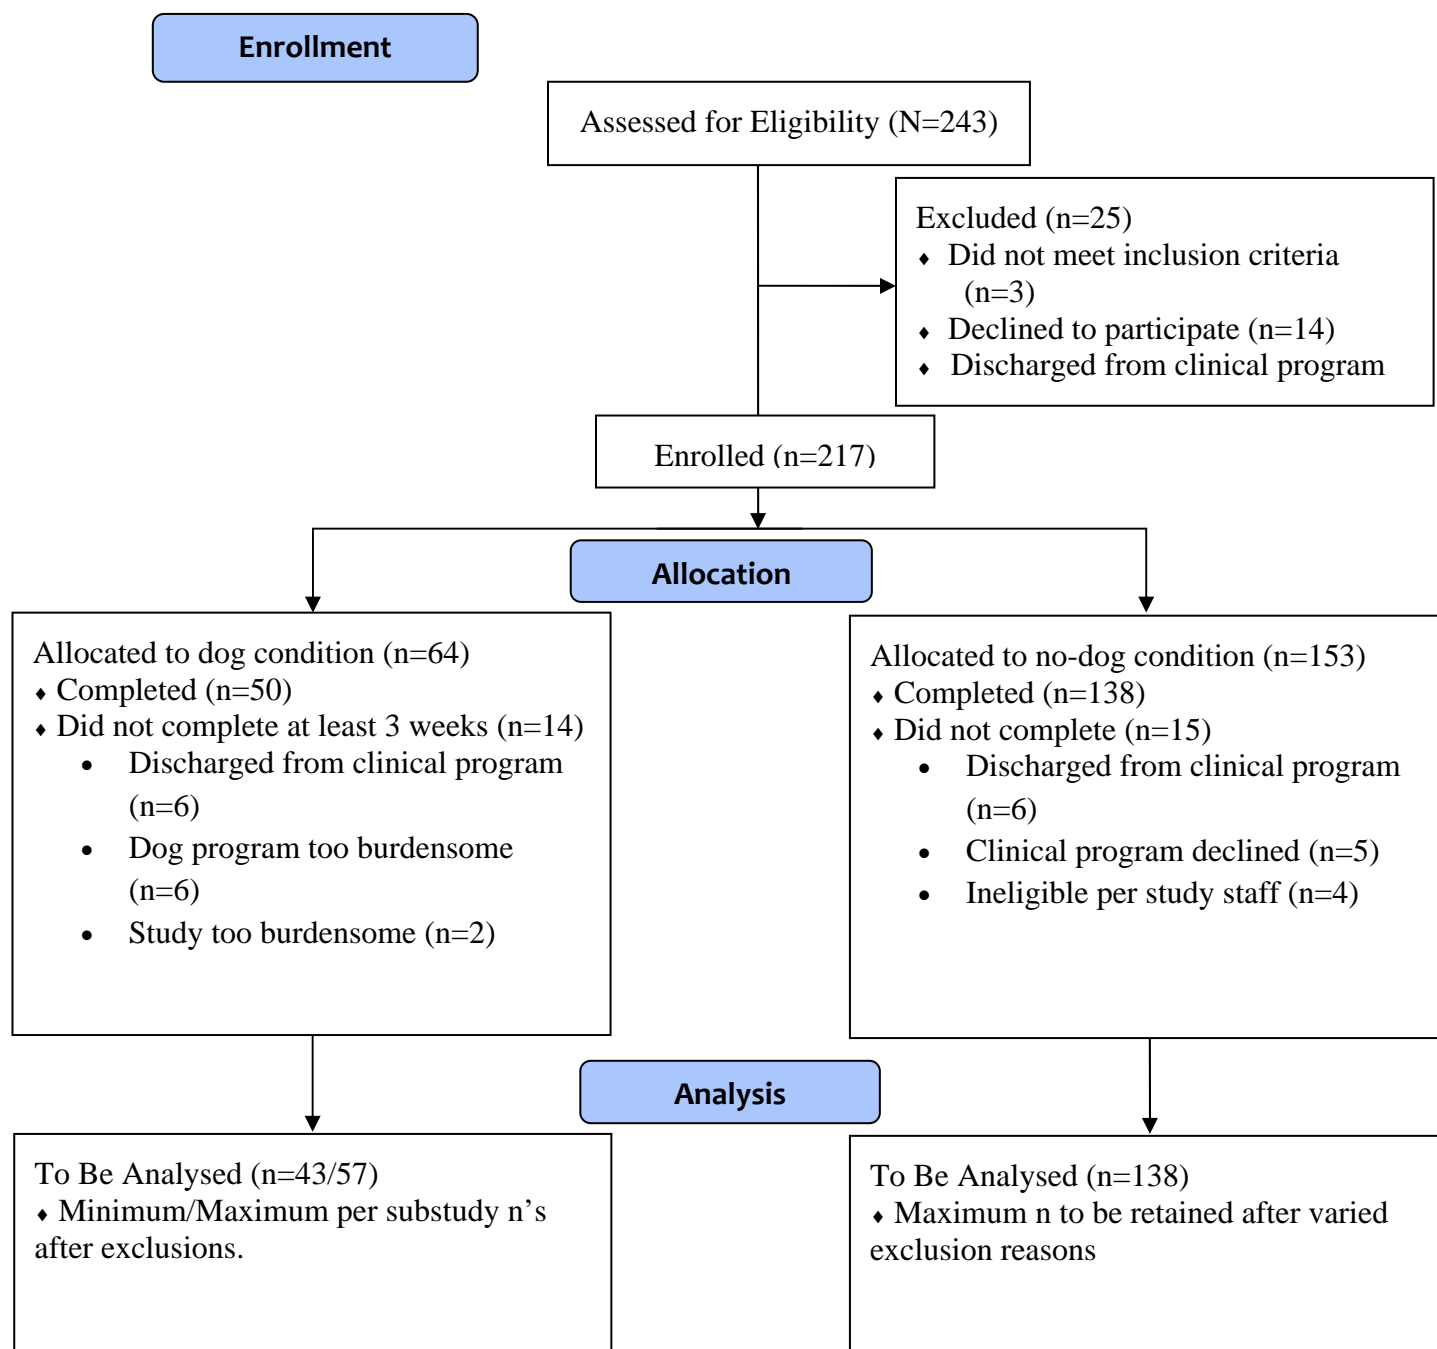 Enrollment
Assessed for Eligibility (N=243)
Excluded (n=25)
⬧ Did not meet inclusion criteria
(n=3)
⬧ Declined to participate (n=14)
⬧ Discharged from clinical program
Enrolled (n=217)
Allocation
Allocated to dog condition (n=64)
⬧ Completed (n=50)
⬧ Did not complete at least 3 weeks (n=14)
• Discharged from clinical program
(n=6)
• Dog program too burdensome
(n=6)
• Study too burdensome (n=2)
Allocated to no-dog condition (n=153)
⬧ Completed (n=138)
⬧ Did not complete (n=15)
• Discharged from clinical program
(n=6)
• Clinical program declined (n=5)
• Ineligible per study staff (n=4)
Analysis
To Be Analysed (n=43/57)
⬧ Minimum/Maximum per substudy n’s
after exclusions.
To Be Analysed (n=138)
⬧ Maximum n to be retained after varied
exclusion reasons